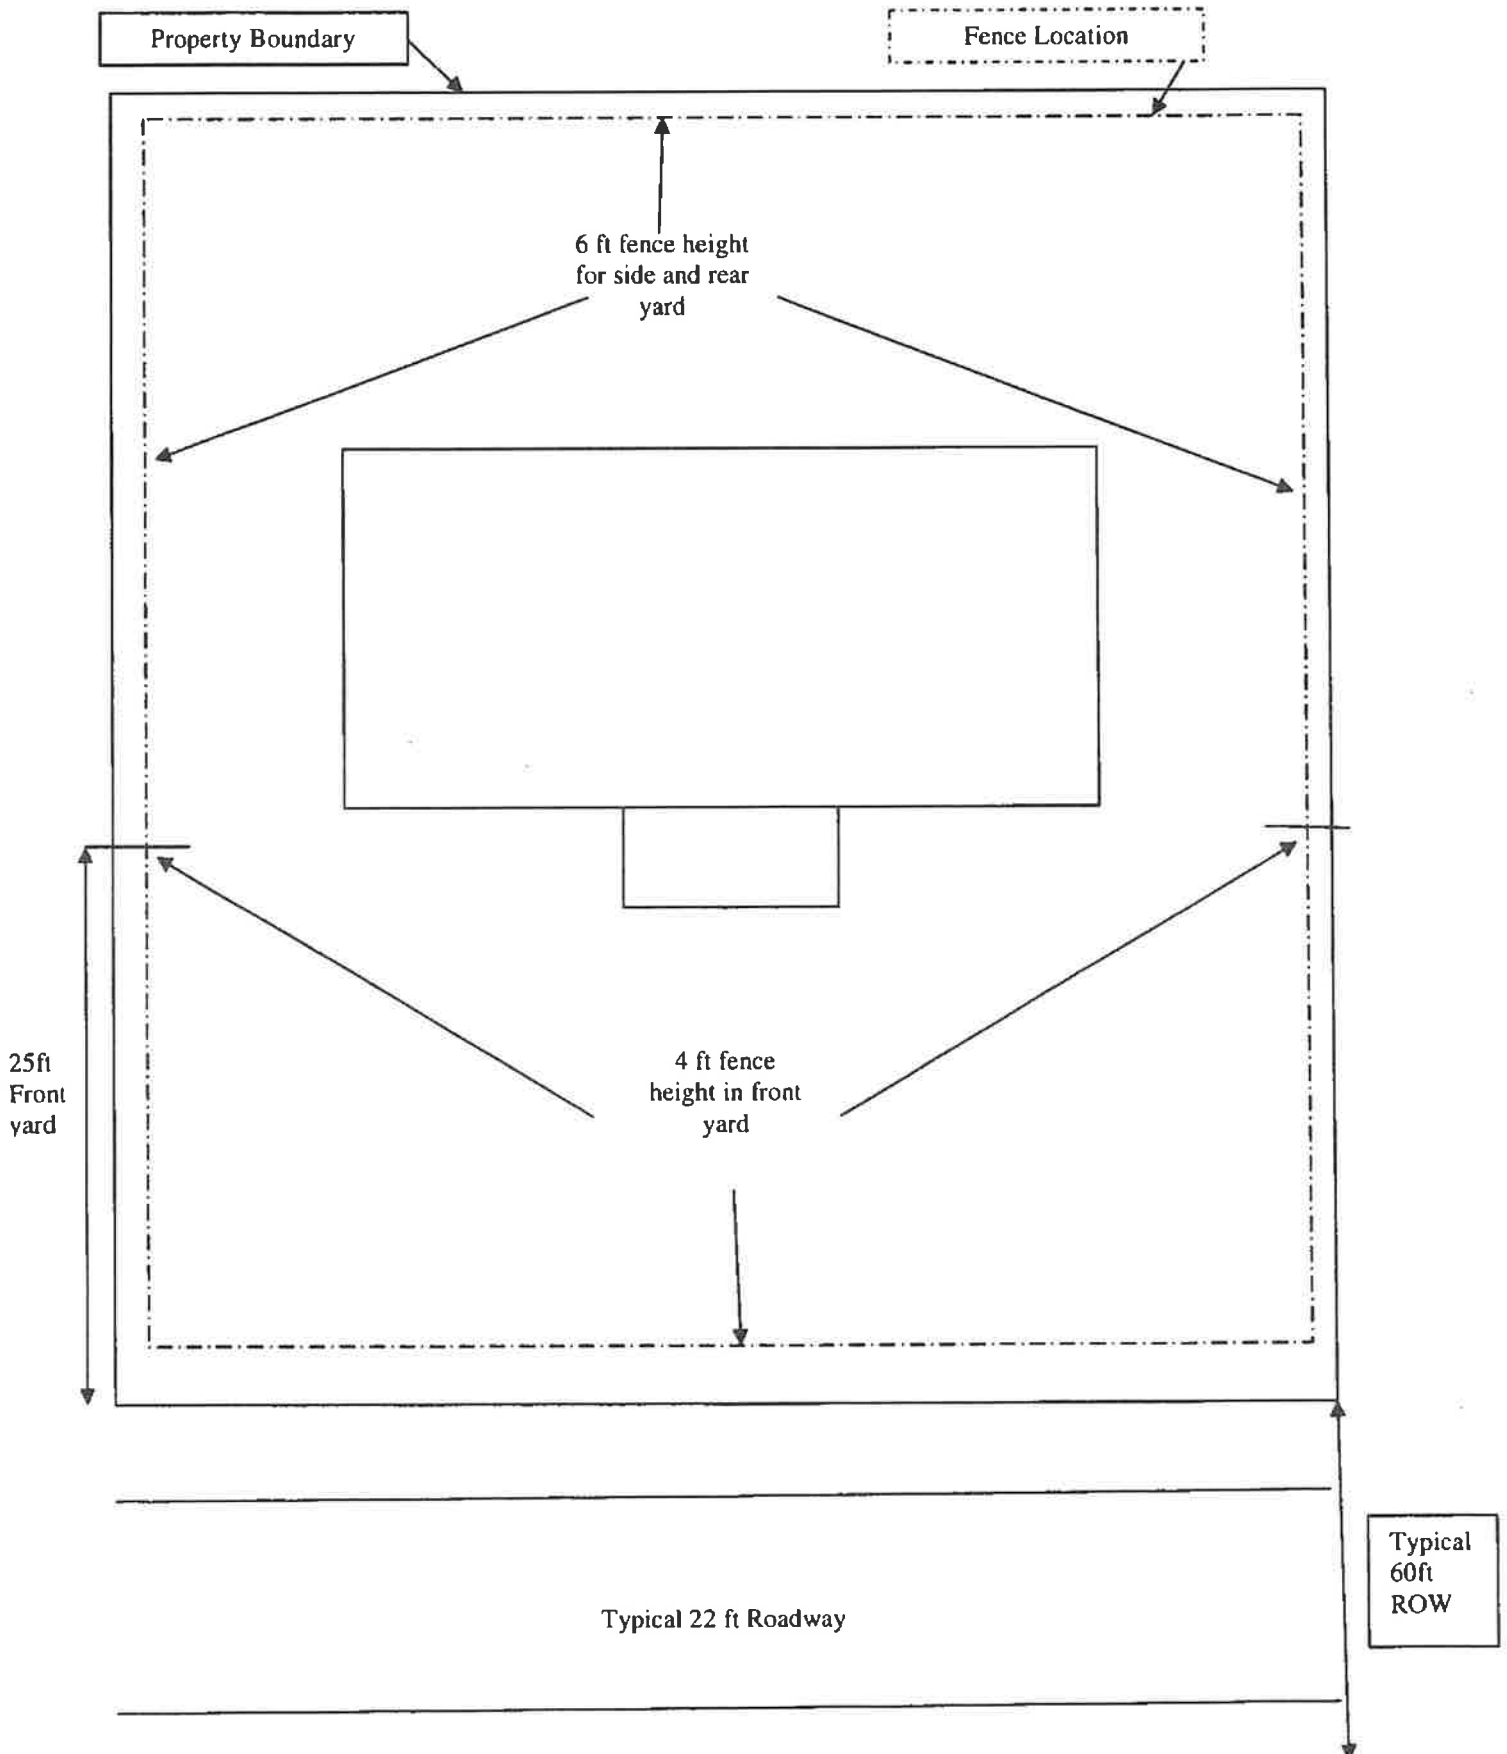 Property Boundary
Fence Location
6 ft fence height
for side and rear
yard
25ft
Front
yard
4 ft fence
height in front
yard
Typical
60ft
ROW
Typical 22 ft Roadway